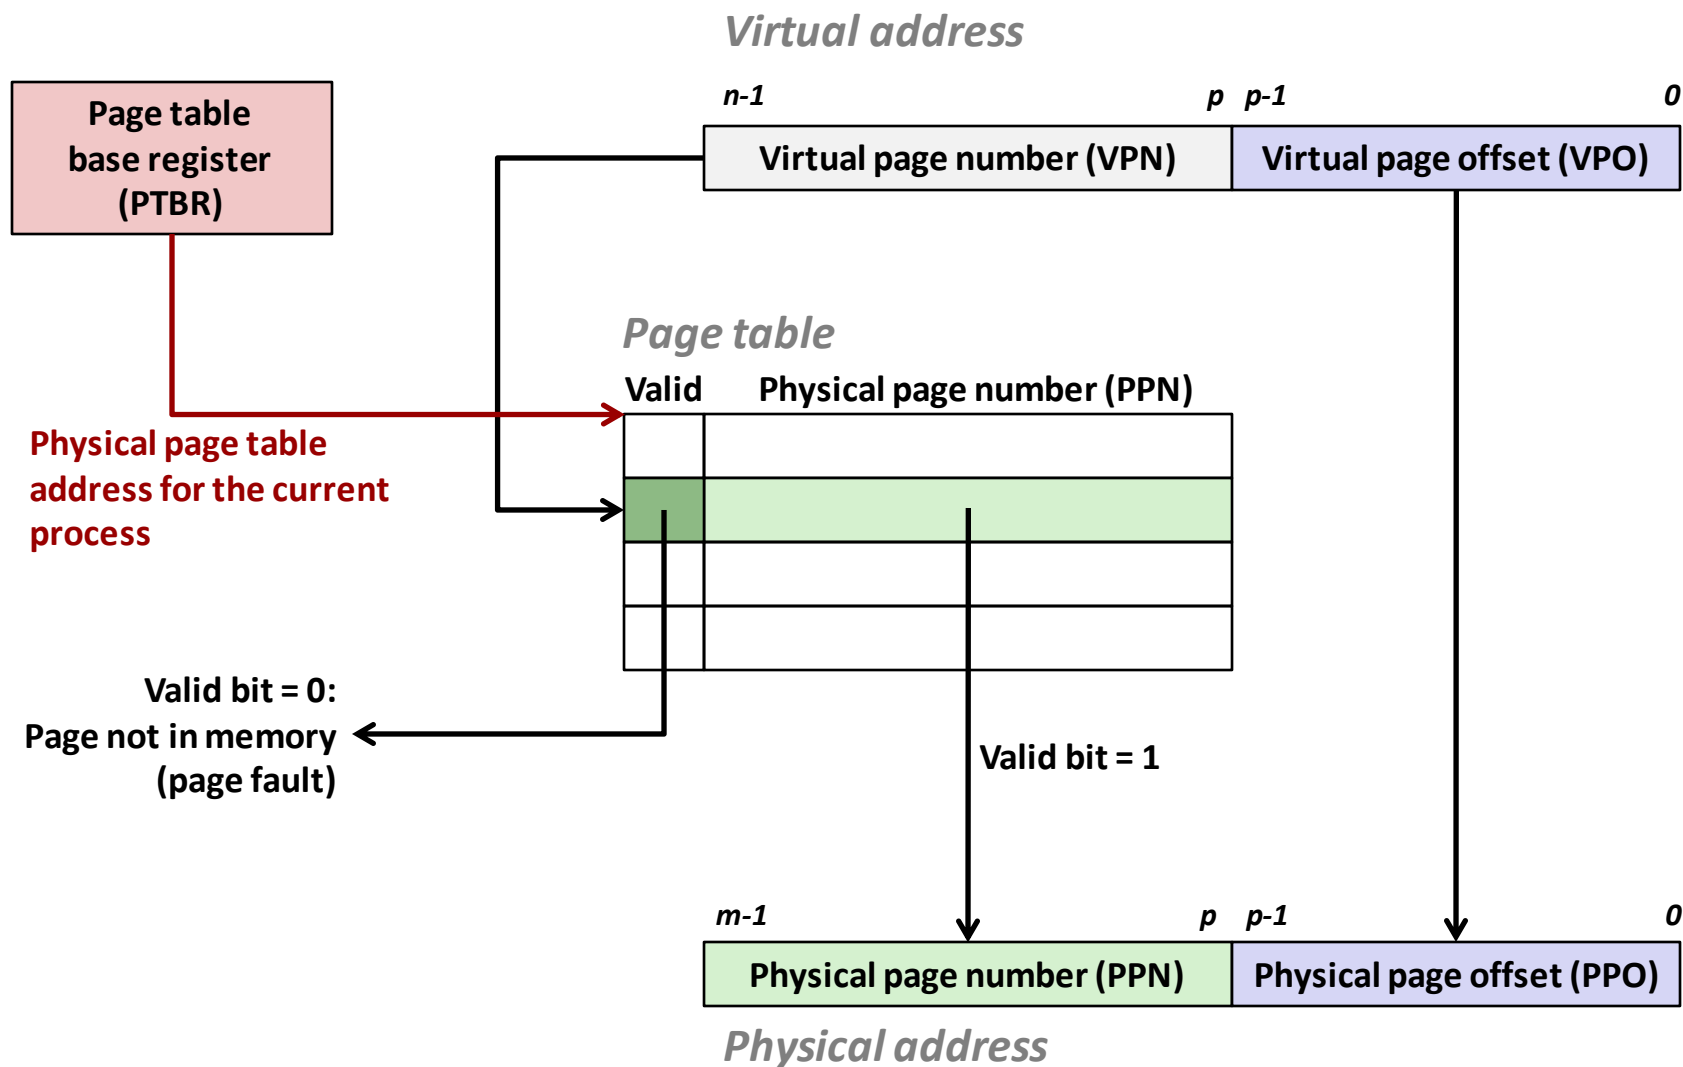 Virtual address
Page table
base register
(PTBR)
n-1
p
p-1
0
Virtual page number (VPN)
Virtual page offset (VPO)
Page table
Valid
Physical page number (PPN)
Physical page table
address for the current
process
Valid bit = 0:
Page not in memory
(page fault)
Valid bit = 1
m-1
p
p-1
0
Physical page number (PPN)
Physical page offset (PPO)
Physical address